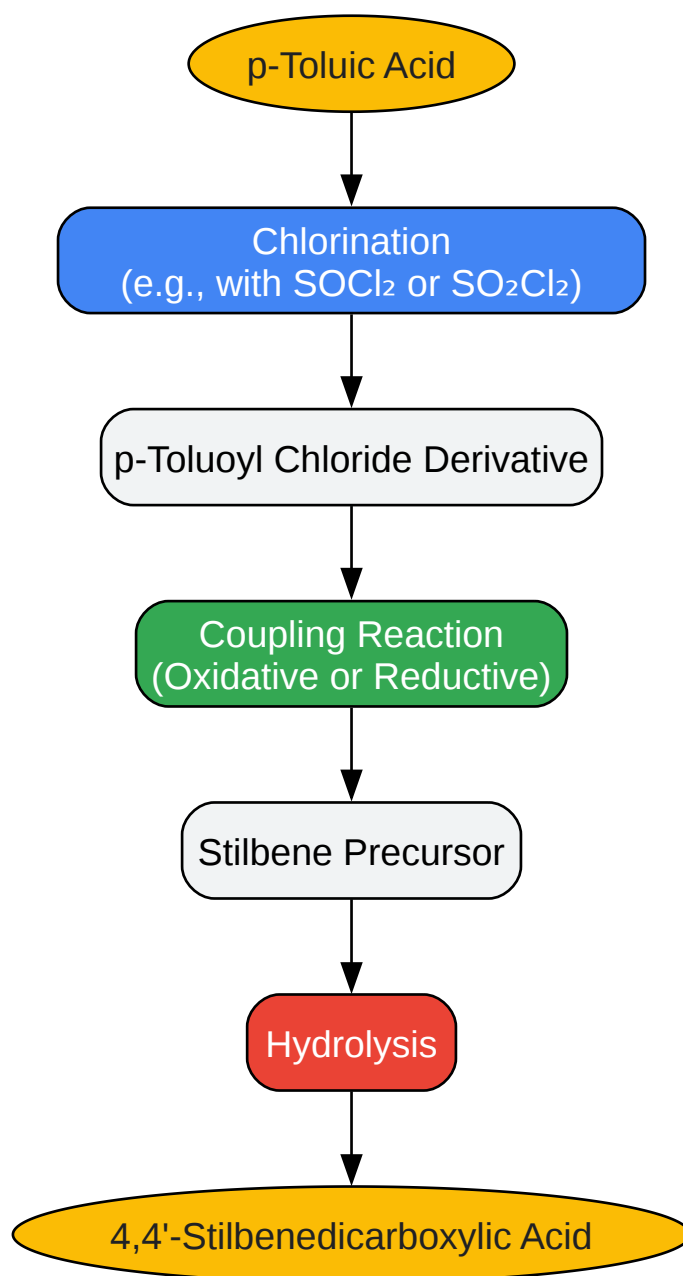 p-Toluic Acid
Chlorination
(e.g., with SOCl₂ or SO₂Cl₂)
p-Toluoyl Chloride Derivative
Coupling Reaction
(Oxidative or Reductive)
Stilbene Precursor
Hydrolysis
4,4'-Stilbenedicarboxylic Acid